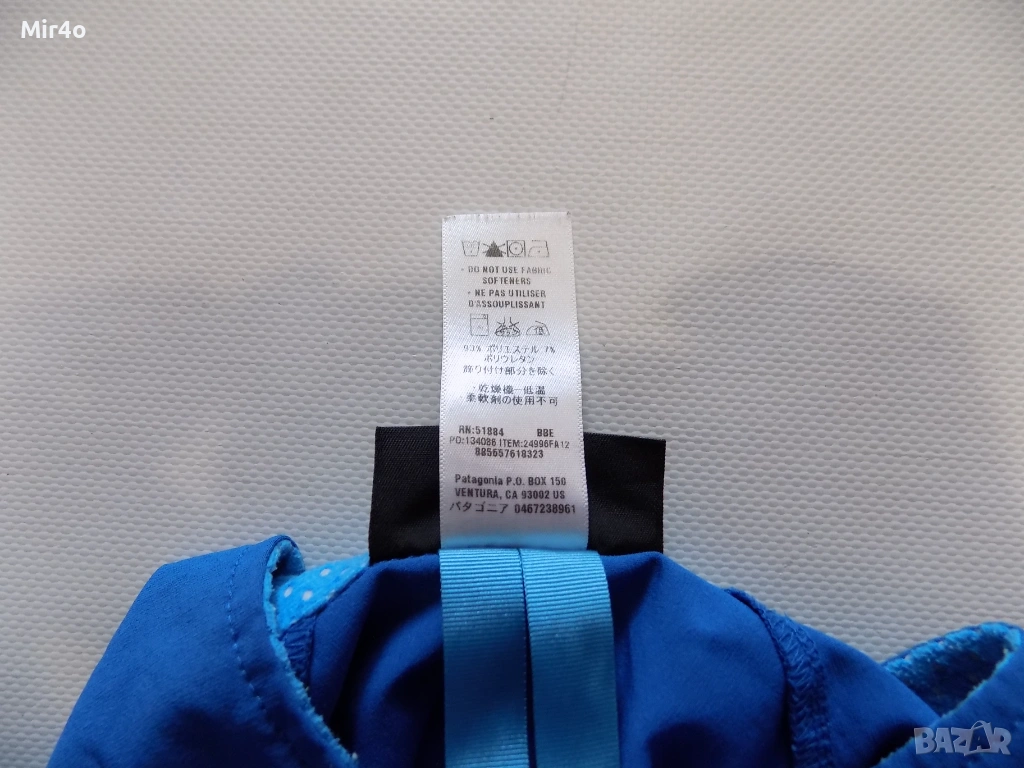 Mir4o
• DO NOT USE FABRIC
SOFTENERS
• NE PAS UTILISER
D'ASSOUPLISSANT
93% ポリエステル 7%
ポリウレタン
飾り付け部分を除く
・乾燥機ー低温
柔軟剤の使用不可
RN:51884 BBE
PO:134086 ITEM:24996FA12
885657618323
Patagonia P.O. BOX 150
VENTURA, CA 93002 US
パタゴニア 0467238961
BAZAR